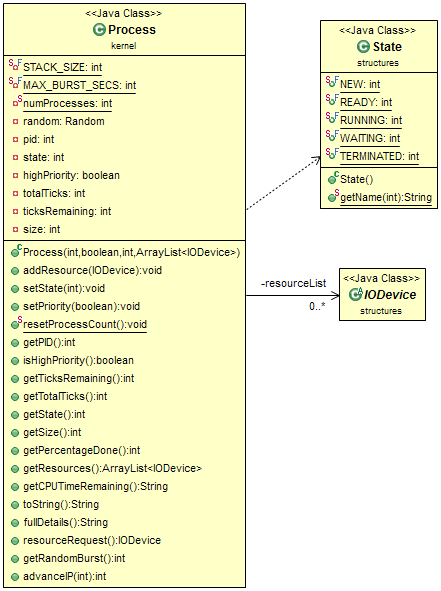 <<Java Class>>
Process
kernel
STACK_SIZE: int
MAX_BURST_SECS: int
numProcesses: int
random: Random
pid: int
state: int
highPriority: boolean
totalTicks: int
ticksRemaining: int
size: int
Process(int,boolean,int,ArrayList<IODevice>)
addResource(IODevice):void
setState(int):void
setPriority(boolean):void
resetProcessCount():void
getPID():int
isHighPriority():boolean
getTicksRemaining():int
getTotalTicks():int
getState():int
getSize():int
getPercentageDone():int
getResources():ArrayList<IODevice>
getCPUTimeRemaining():String
toString():String
fullDetails():String
resourceRequest():IODevice
getRandomBurst():int
advanceIP(int):int
<<Java Class>>
State
structures
NEW: int
READY: int
RUNNING: int
WAITING: int
TERMINATED: int
State()
getName(int):String
-resourceList
0..*
<<Java Class>>
IODevice
structures